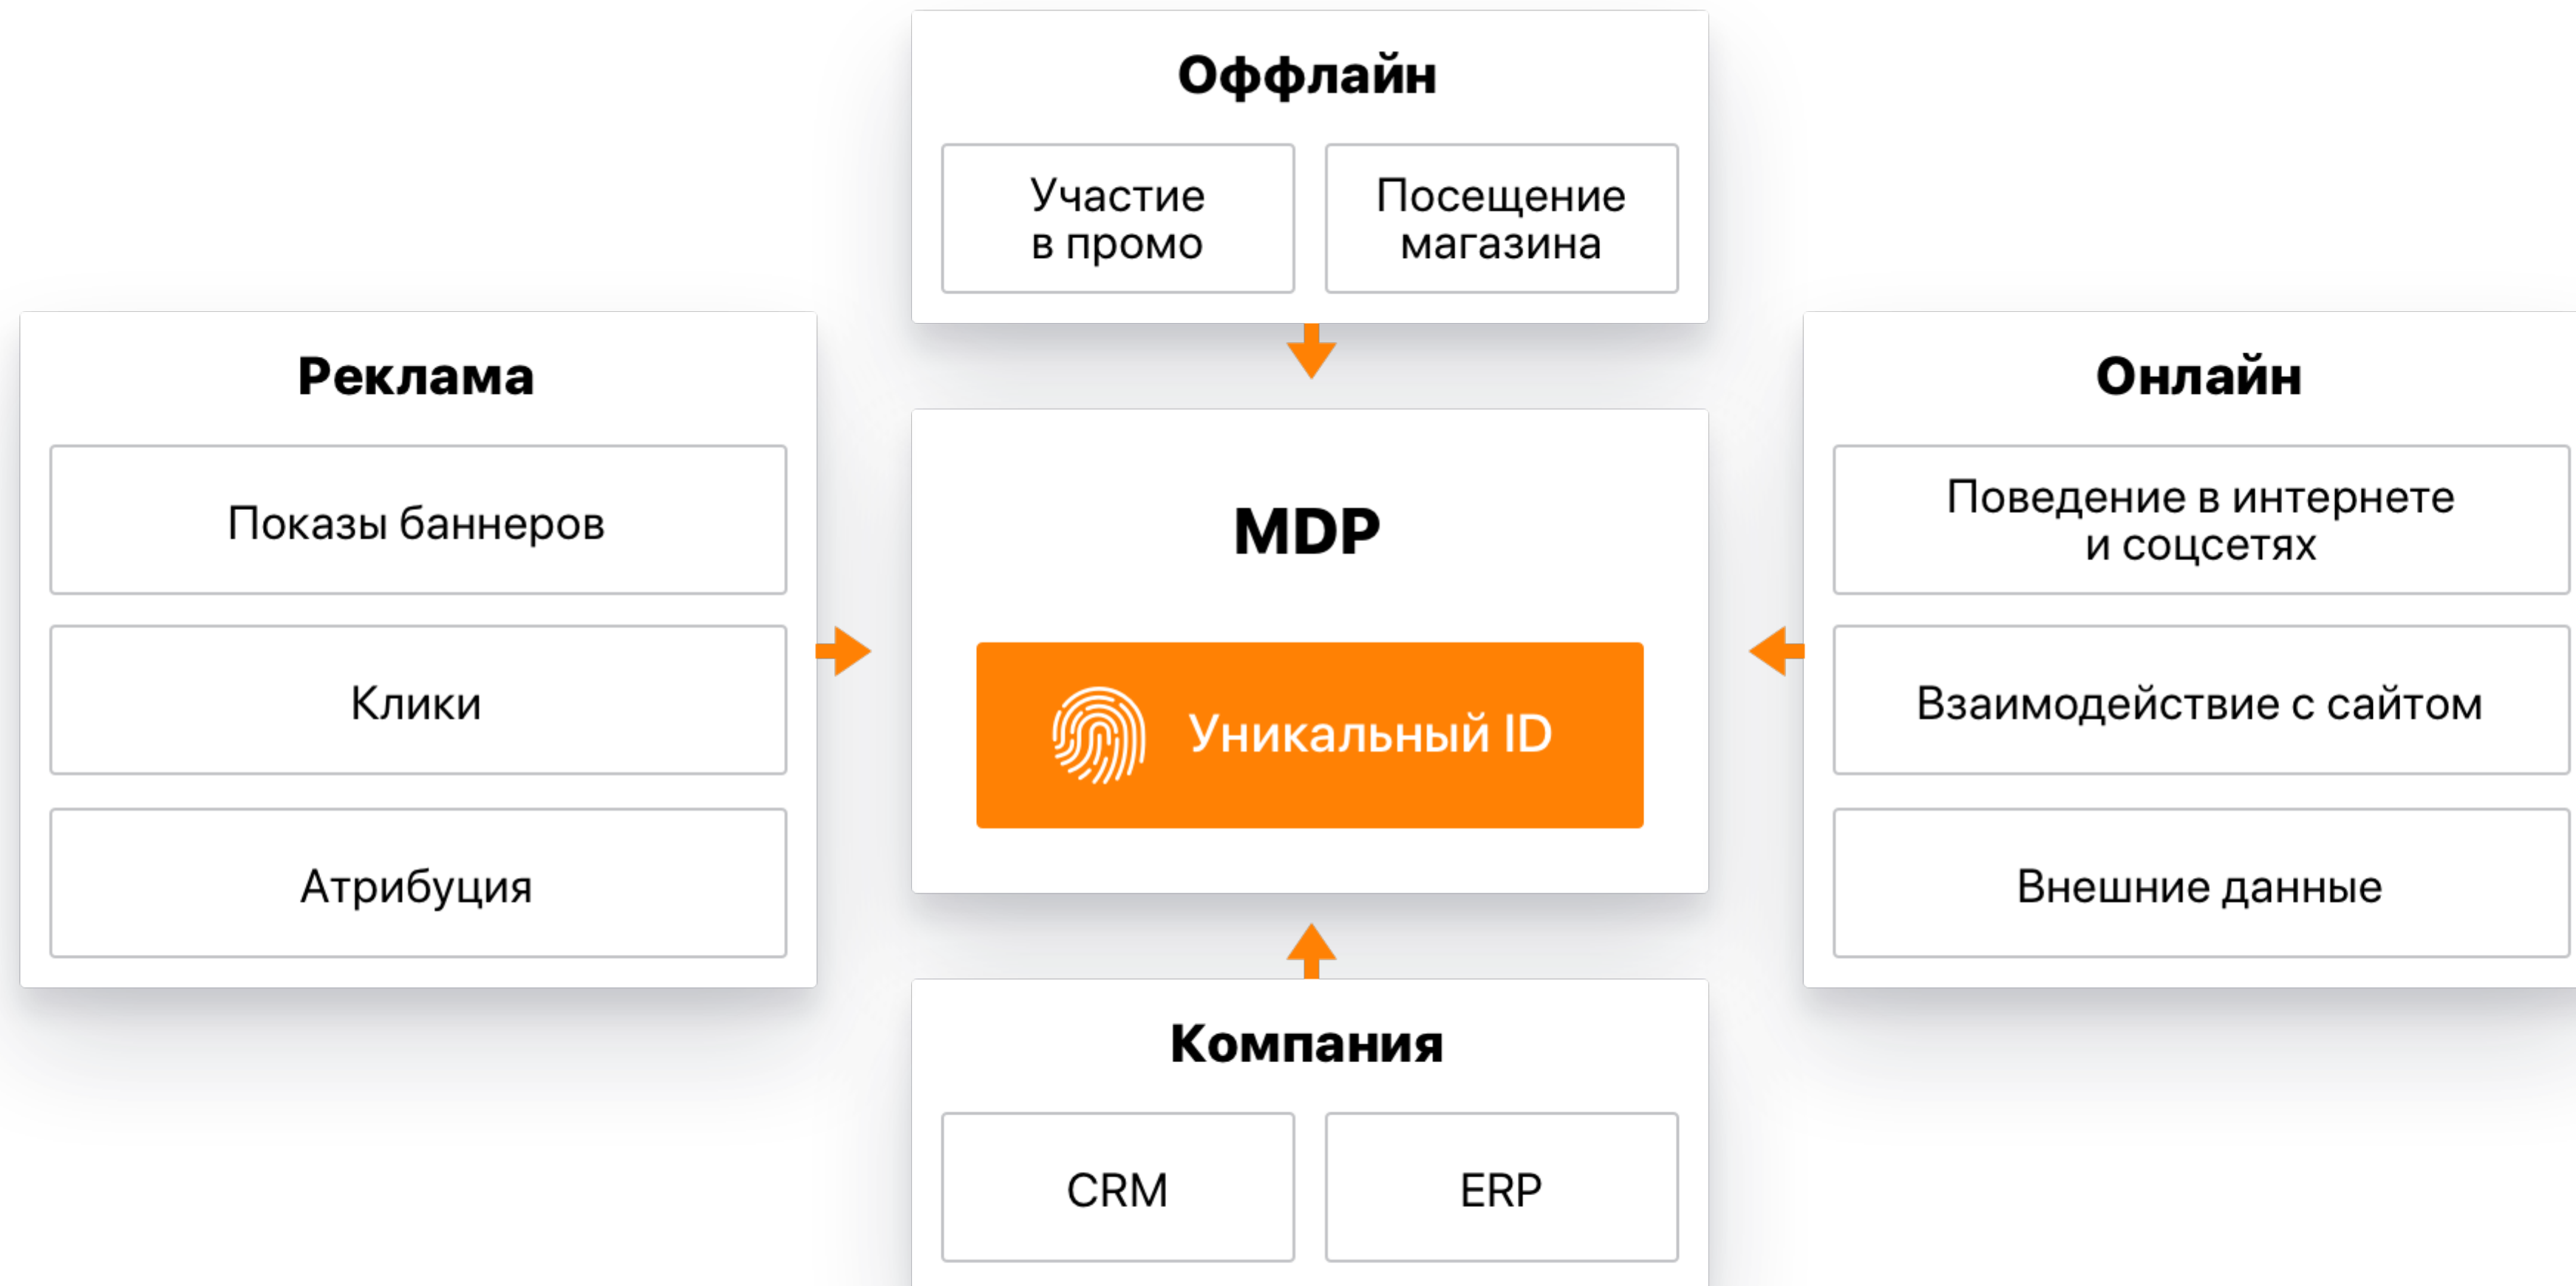 Оффлайн
Участие
в промо
Посещение
магазина
Реклама
Показы баннеров
Клики
Атрибуция
MDP
Уникальный ID
Онлайн
Поведение в интернете
и соцсетях
Взаимодействие с сайтом
Внешние данные
Компания
CRM
ERP